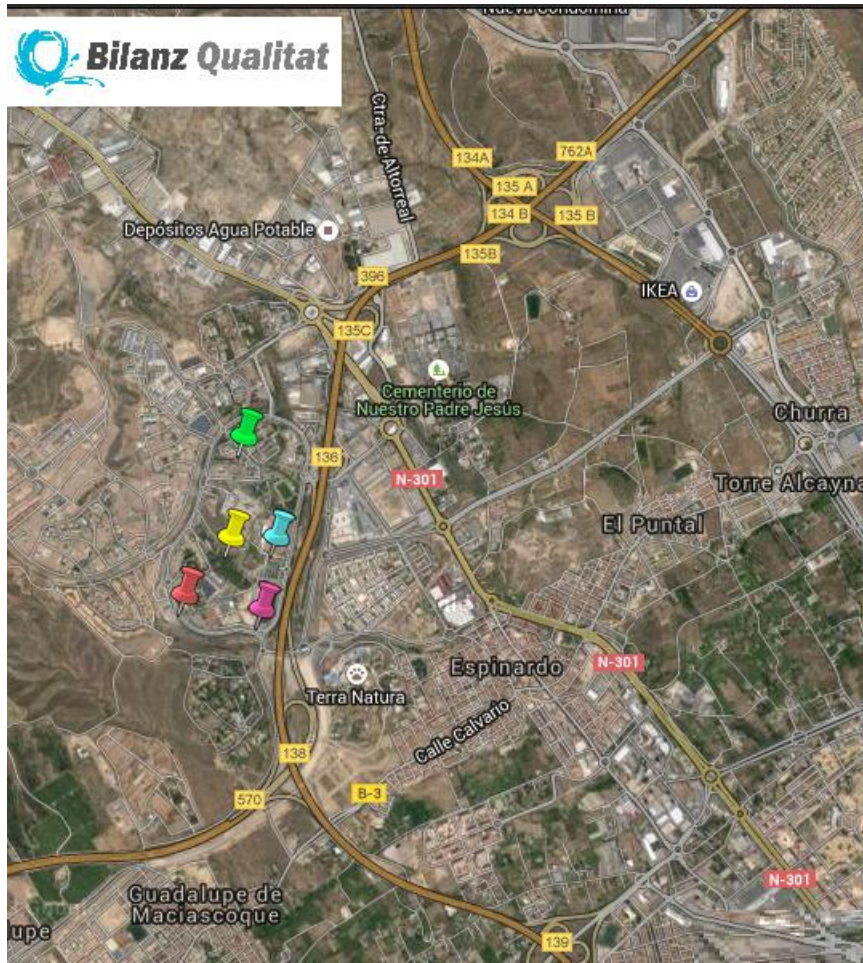 Nueva Condomina
Bilanz Qualitat
Ctra. de Altorreal
134A
762A
135 A
134 B
135 B
Depósitos Agua Potable
135B
396
IKEA
135C
Cementerio de
Nuestro Padre Jesús
Churra
136
N-301
Torre Alcayna
El Puntal
Espinardo
N-301
Terra Natura
Calle Calvario
138
570
B-3
Guadalupe de
Maciascoque
N-301
upe
139